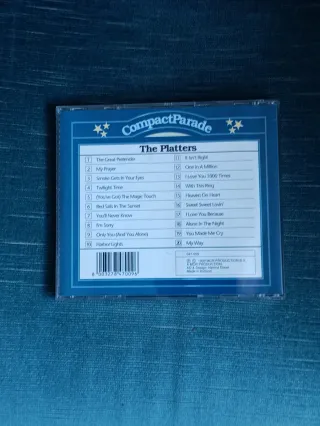 CompactParade
The Platters
1 The Great Pretender
2 My Prayer
3 Smoke Gets In Your Eyes
4 Twilight Time
5 (You've Got) The Magic Touch
6 Red Sails In The Sunset
7 You'll Never Know
8 I'm Sorry
9 Only You (And You Alone)
10 Harbor Lights
11 It Isn't Right
12 One In A Million
13 I Love You 1000 Times
14 With This Ring
15 Heaven On Heart
16 Sweet Sweet Lovin'
17 I Love You Because
18 Alone In The Night
19 You Made Me Cry
20 My Way